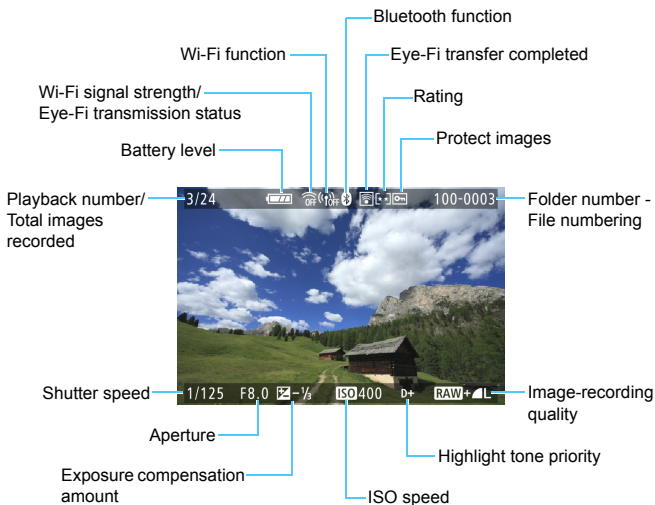 Bluetooth function
Wi-Fi function
Eye-Fi transfer completed
Wi-Fi signal strength/
Eye-Fi transmission status
Rating
Protect images
Battery level
Playback number/
Total images
recorded
3/24
OFF
OFF
100-0003
Folder number -
File numbering
Shutter speed
1/125 F8.0 -⅓ ISO400 D+ RAW+L
Image-recording
quality
Aperture
Highlight tone priority
Exposure compensation
amount
ISO speed